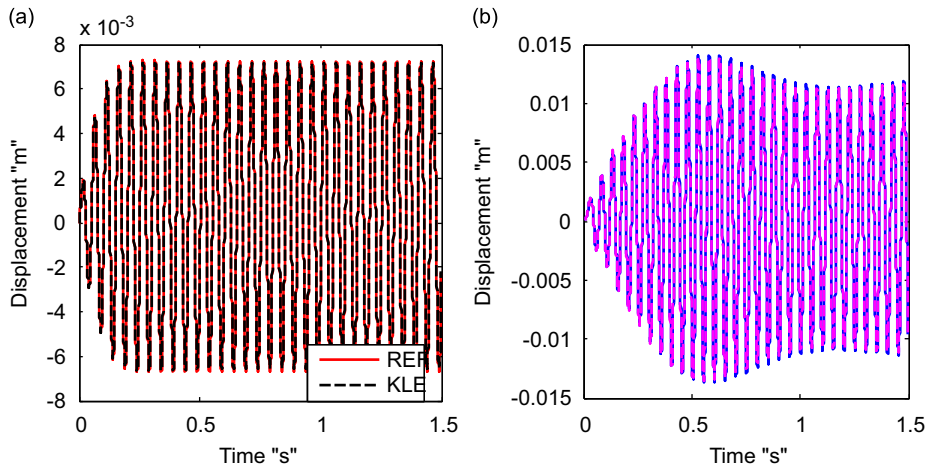 (a)
(b)
x 10-3
8
6
4
2
0
-2
-4
-6
-8
0
0.5
1
1.5
Displacement "m"
Time "s"
REF
KLE
0.015
0.01
0.005
0
-0.005
-0.01
-0.015
0
0.5
1
1.5
Displacement "m"
Time "s"